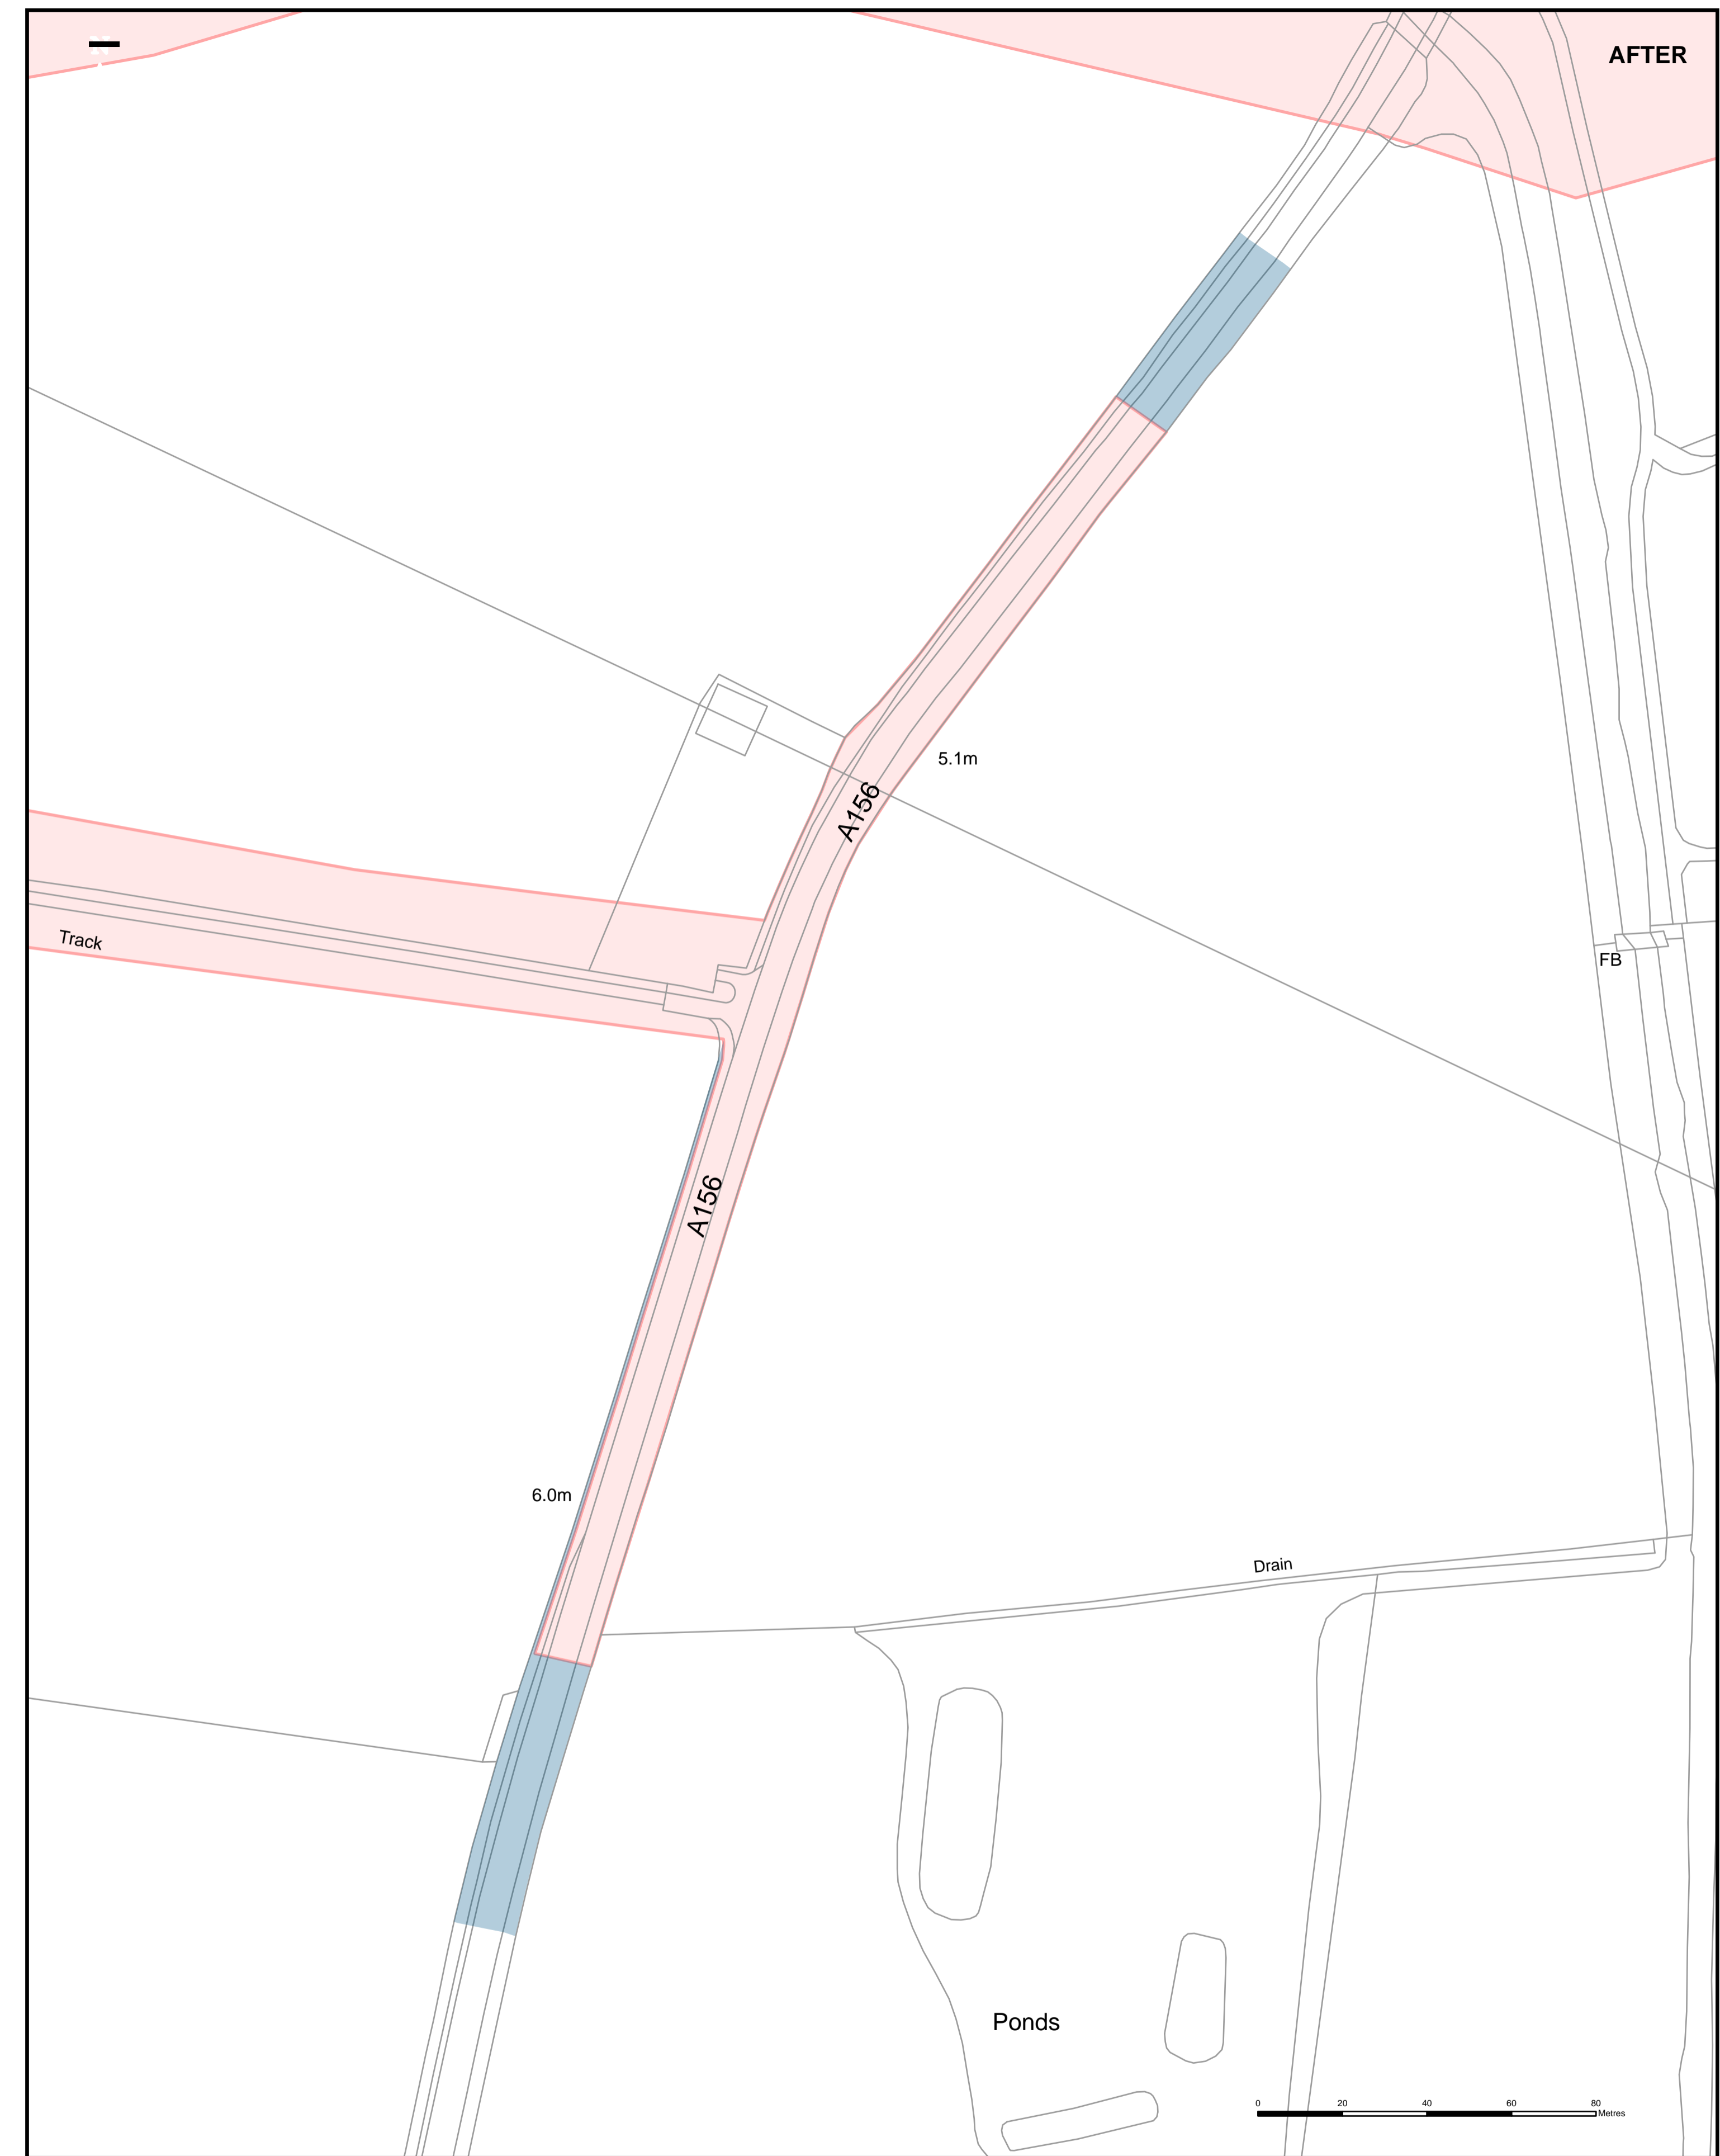 N
AFTER
5.1m
A156
Track
FB
A156
6.0m
Drain
Ponds
0 20 40 60 80
Metres